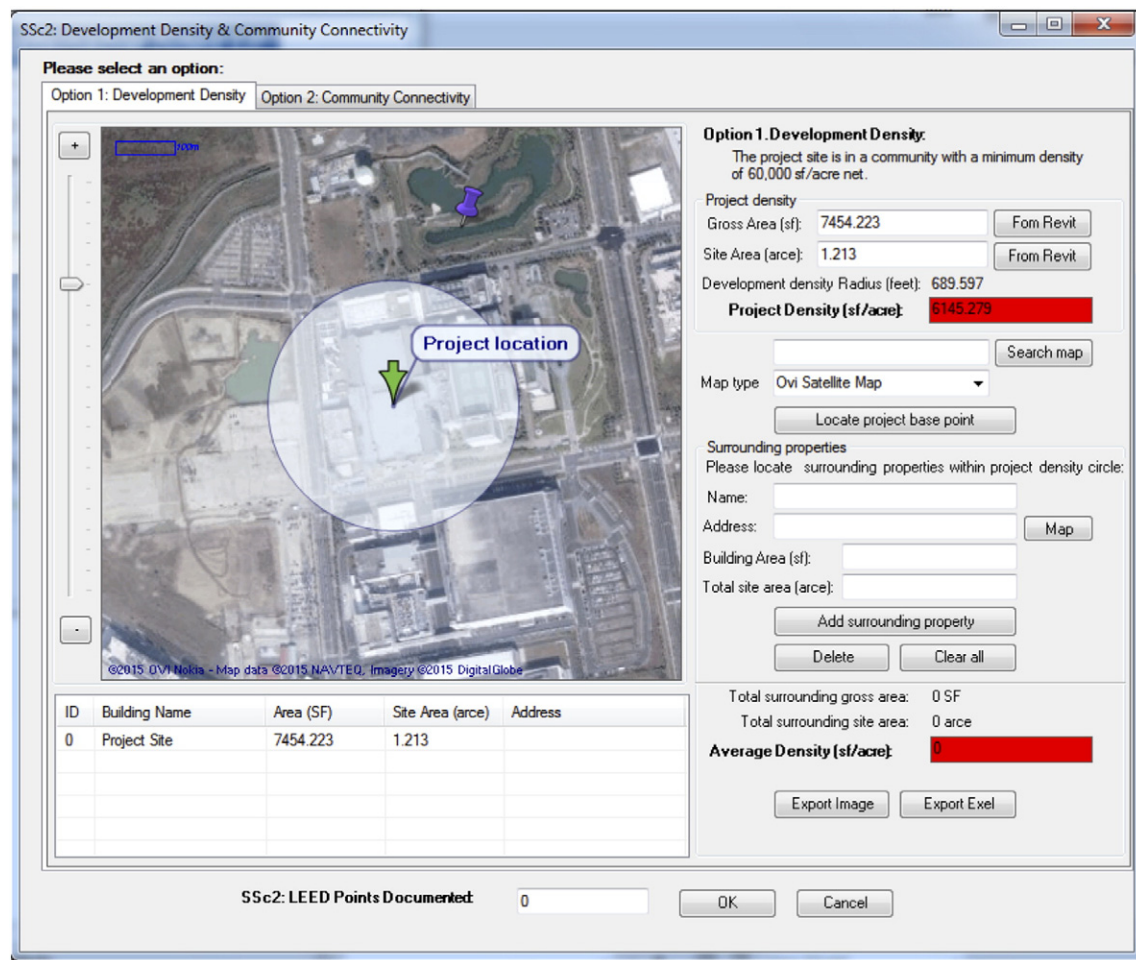 SSc2: Development Density & Community Connectivity
Please select an option:
Option 1: Development Density Option 2: Community Connectivity
+
100m
Project location
-
©2015 OVI Nokia - Map data ©2015 NAVTEQ, Imagery ©2015 DigitalGlobe
ID Building Name Area (SF) Site Area (arce) Address
0 Project Site 7454.223 1.213
Option 1.Development Density:
The project site is in a community with a minimum density
of 60,000 sf/acre net.
Project density
Gross Area (sf): 7454.223 Fom Revit
Site Area (arce): 1.213 From Revit
Development density Radius (feet): 689.597
Project Density (sf/acre): 6145.279
Search map
Map type Ovi Satellite Map
Locate project base point
Surrounding properties
Please locate surrounding properties within project density circle:
Name:
Address: Map
Building Area (sf):
Total site area (arce):
Add surrounding property
Delete Clear all
Total surrounding gross area: 0 SF
Total surrounding site area: 0 arce
Average Density (sf/acre): 0
Export Image Export Exel
SSc2: LEED Points Documented: 0 OK Cancel